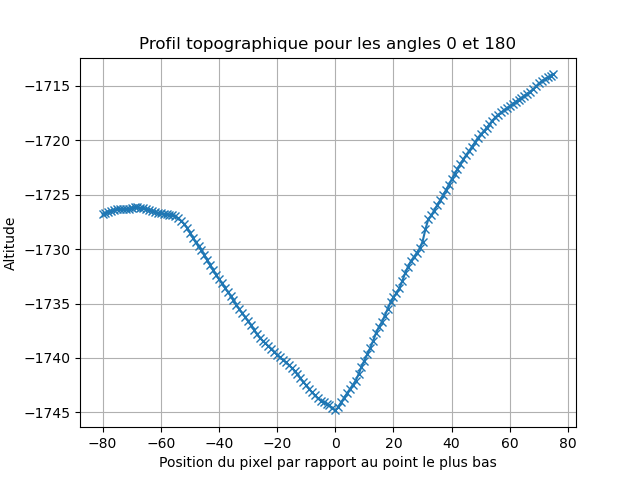 Profil topographique pour les angles 0 et 180
Altitude
−1715
−1720
−1725
−1730
−1735
−1740
−1745
−80 −60 −40 −20 0 20 40 60 80
Position du pixel par rapport au point le plus bas